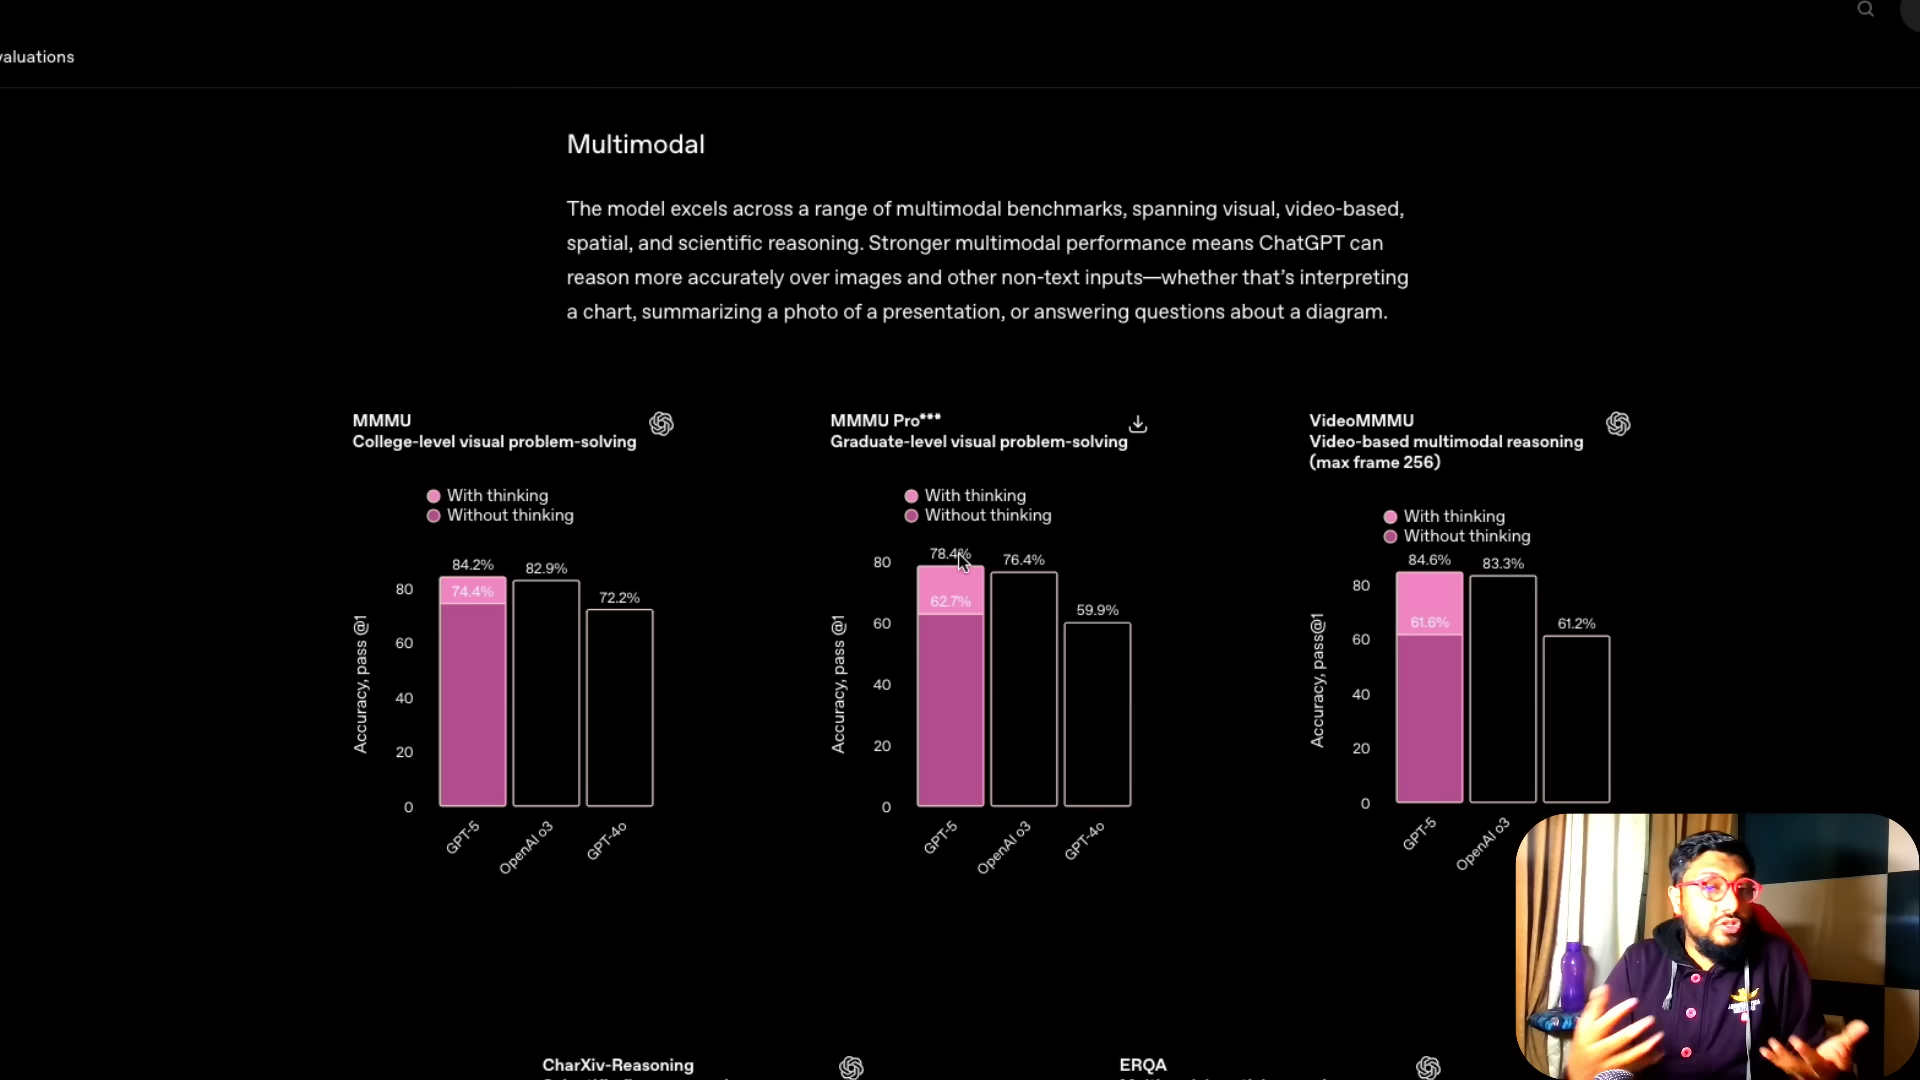 valuations
Multimodal
The model excels across a range of multimodal benchmarks, spanning visual, video-based,
spatial, and scientific reasoning. Stronger multimodal performance means ChatGPT can
reason more accurately over images and other non-text inputs—whether that's interpreting
a chart, summarizing a photo of a presentation, or answering questions about a diagram.
MMMU
College-level visual problem-solving
With thinking
Without thinking
84.2%
82.9%
74.4%
72.2%
80
60
40
20
0
Accuracy, pass @1
GPT-5
OpenAI o3
GPT-4o
MMMU Pro***
Graduate-level visual problem-solving
With thinking
Without thinking
78.4%
76.4%
62.7%
59.9%
80
60
40
20
0
Accuracy, pass @1
GPT-5
OpenAI o3
GPT-4o
VideoMMMU
Video-based multimodal reasoning
(max frame 256)
With thinking
Without thinking
84.6%
83.3%
61.6%
61.2%
80
60
40
20
0
Accuracy, pass@1
GPT-5
OpenAI o3
CharXiv-Reasoning
ERQA